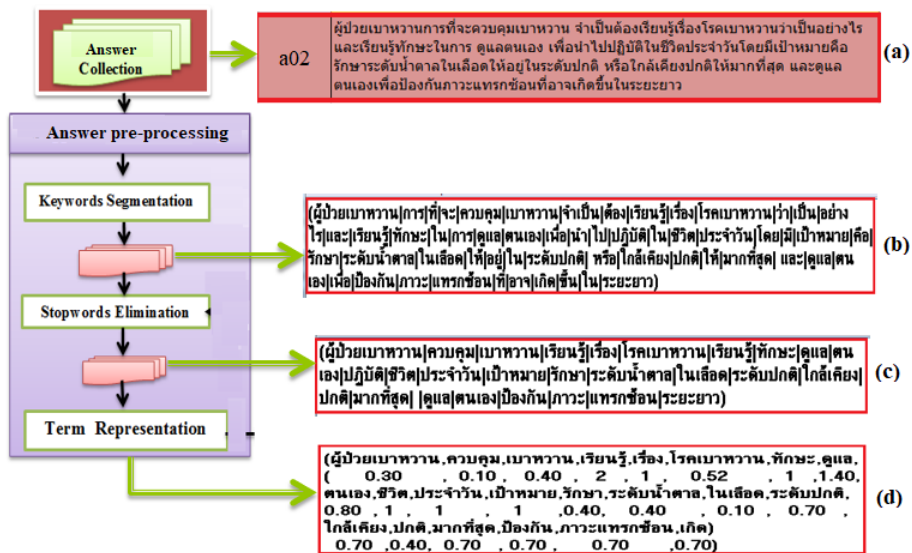 Answer
Collection
a02
ผู้ป่วยเบาหวานการที่จะควบคุมเบาหวาน จำเป็นต้องเรียนรู้เรื่องโรคเบาหวานว่าเป็นอย่างไร
และเรียนรู้ทักษะในการ ดูแลตนเอง เพื่อนำไปปฏิบัติในชีวิตประจำวันโดยมีเป้าหมายคือ
รักษาระดับน้ำตาลในเลือดให้อยู่ในระดับปกติ หรือใกล้เคียงปกติให้มากที่สุด และดูแล
ตนเองเพื่อป้องกันภาวะแทรกซ้อนที่อาจเกิดขึ้นในระยะยาว
(a)
Answer pre-processing
Keywords Segmentation
(ผู้ป่วยเบาหวาน|การ|ที่|จะ|ควบคุม|เบาหวาน|จำเป็น|ต้อง|เรียนรู้|เรื่อง|โรคเบาหวาน|ว่า|เป็น|อย่าง
ไร|และ|เรียนรู้|ทักษะ|ใน|การ|ดูแล|ตนเอง|เพื่อ|นำ|ไป|ปฏิบัติ|ใน|ชีวิต|ประจำวัน|โดย|มี|เป้าหมาย|คือ|
รักษา|ระดับน้ำตาล|ในเลือด|ให้|อยู่|ใน|ระดับปกติ| หรือ|ใกล้เคียง|ปกติ|ให้|มากที่สุด| และ|ดูแล|ตน
เอง|เพื่อ|ป้องกัน|ภาวะ|แทรกซ้อน|ที่|อาจ|เกิด|ขึ้น|ใน|ระยะยาว)
(b)
Stopwords Elimination
(ผู้ป่วยเบาหวาน|ควบคุม|เบาหวาน|เรียนรู้|เรื่อง|โรคเบาหวาน|เรียนรู้|ทักษะ|ดูแล|ตน
เอง|ปฏิบัติ|ชีวิต|ประจำวัน|เป้าหมาย|รักษา|ระดับน้ำตาล|ในเลือด|ระดับปกติ|ใกล้เคียง|
ปกติ|มากที่สุด| |ดูแล|ตนเอง|ป้องกัน|ภาวะ|แทรกซ้อน|ระยะยาว)
(c)
Term Representation
(ผู้ป่วยเบาหวาน,ควบคุม,เบาหวาน,เรียนรู้,เรื่อง,โรคเบาหวาน,ทักษะ,ดูแล,
( 0.30 , 0.10 , 0.40 , 2 , 1 , 0.52 , 1 ,1.40,
ตนเอง,ชีวิต,ประจำวัน,เป้าหมาย,รักษา,ระดับน้ำตาล,ในเลือด,ระดับปกติ,
0.80 , 1 , 1 , 1 ,0.40, 0.40 , 0.10 , 0.70 ,
ใกล้เคียง,ปกติ,มากที่สุด,ป้องกัน,ภาวะแทรกซ้อน,เกิด)
0.70 ,0.40, 0.70 , 0.70 , 0.70 ,0.70)
(d)